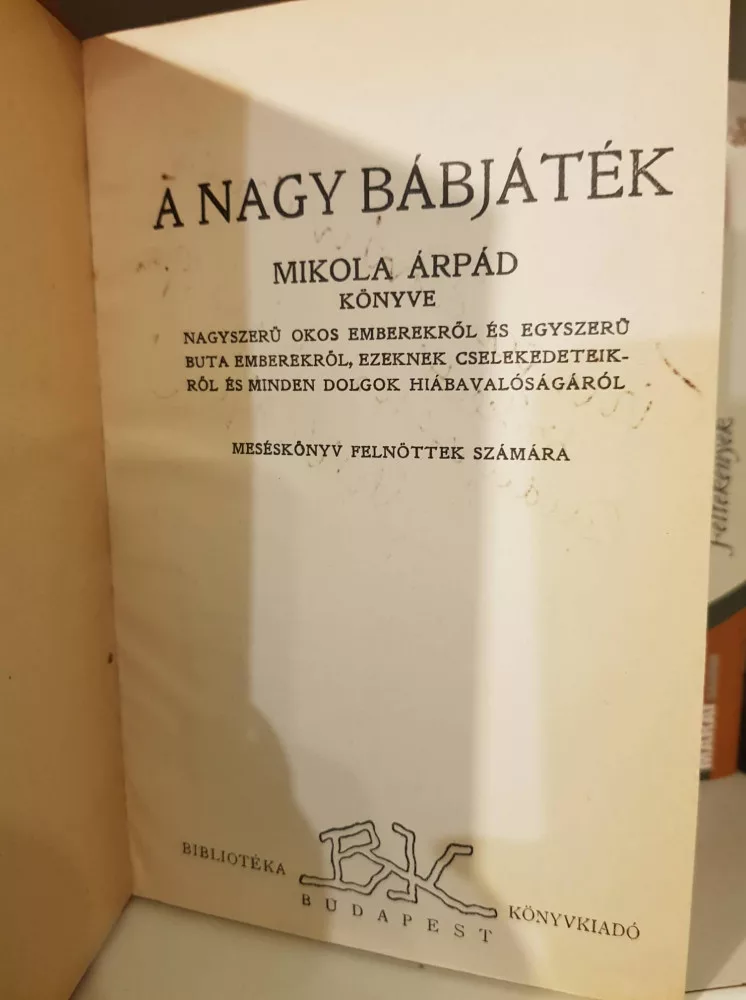 A NAGY BÁBJÁTÉK
MIKOLA ÁRPÁD
KÖNYVE
NAGYSZERŰ OKOS EMBEREKRŐL ÉS EGYSZERŰ
BUTA EMBEREKRŐL, EZEKNEK CSELEKEDETEIK-
RŐL ÉS MINDEN DOLGOK HIÁBAVALÓSÁGÁRÓL
MESÉSKÖNYV FELNŐTTEK SZÁMÁRA
BIBLIOTÉKA
BK
KÖNYVKIADÓ
BUDAPEST